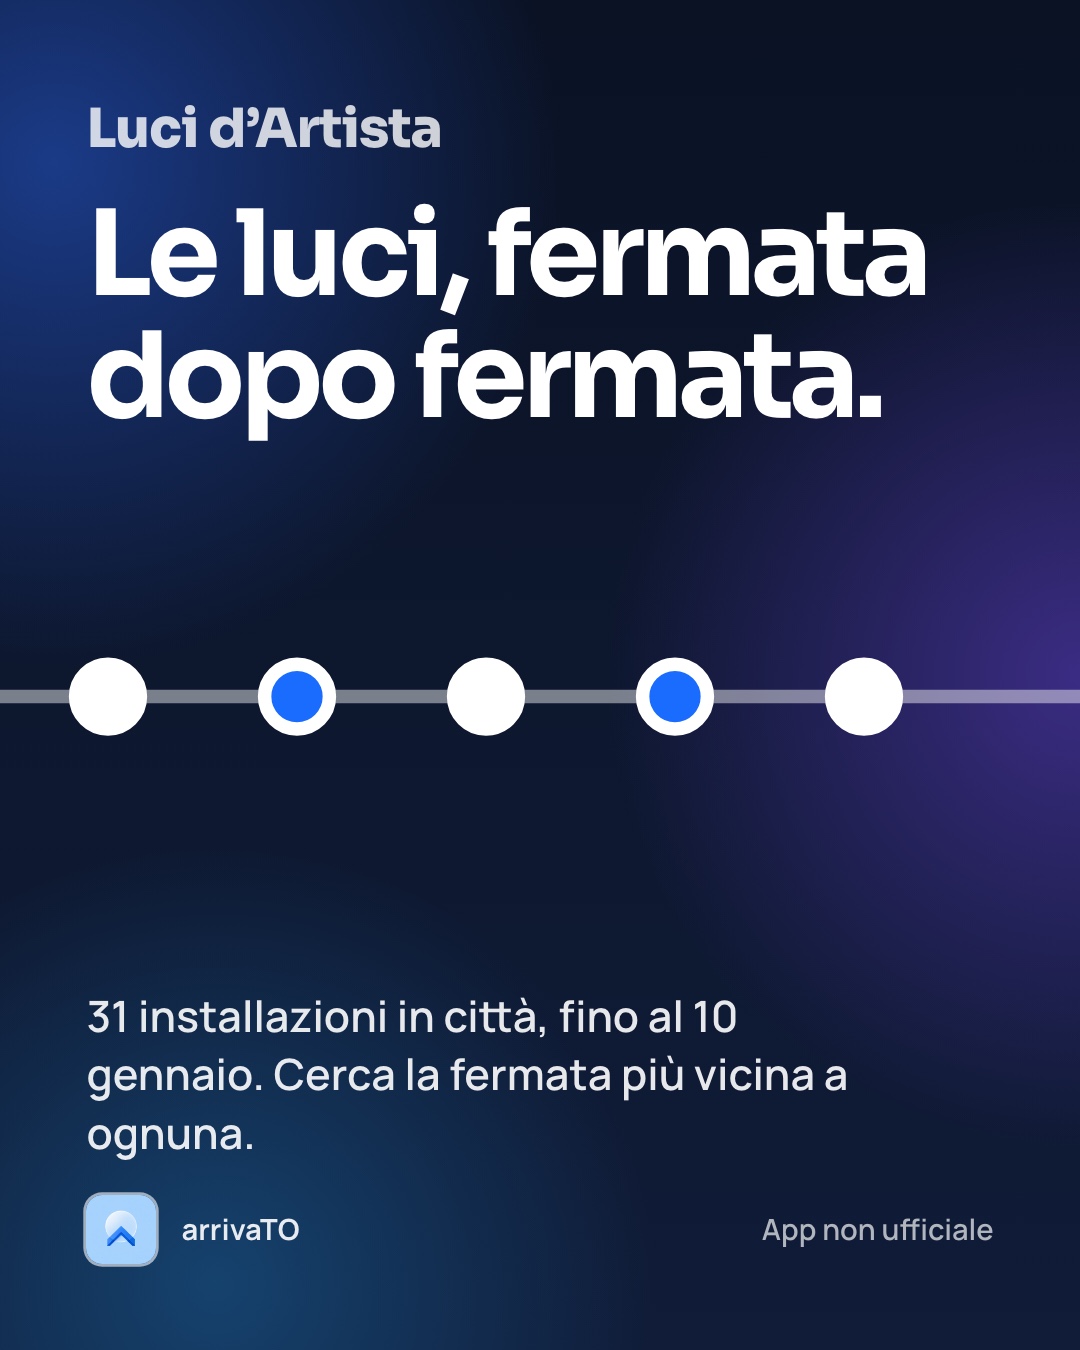 Luci d’Artista
Le luci, fermata
dopo fermata.
31 installazioni in città, fino al 10
gennaio. Cerca la fermata più vicina a
ognuna.
arrivaTO
App non ufficiale